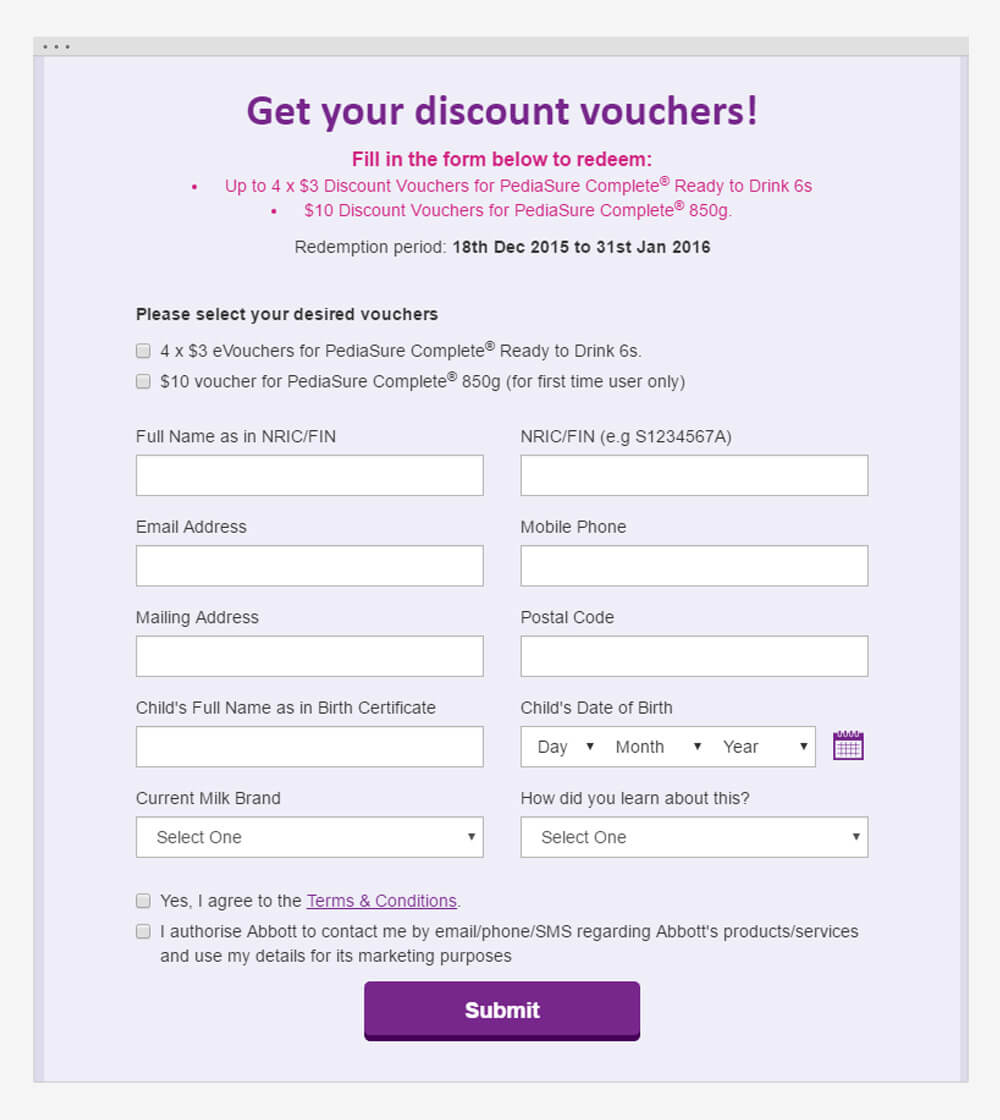 Get your discount vouchers!
Fill in the form below to redeem:
• Up to 4 x $3 Discount Vouchers for PediaSure Complete® Ready to Drink 6s
• $10 Discount Vouchers for PediaSure Complete® 850g.
Redemption period: 18th Dec 2015 to 31st Jan 2016
Please select your desired vouchers
4 x $3 eVouchers for PediaSure Complete® Ready to Drink 6s.
$10 voucher for PediaSure Complete® 850g (for first time user only)
Full Name as in NRIC/FIN
NRIC/FIN (e.g S1234567A)
Email Address
Mobile Phone
Mailing Address
Postal Code
Child's Full Name as in Birth Certificate
Child's Date of Birth
Day Month Year
Current Milk Brand
How did you learn about this?
Select One
Select One
Yes, I agree to the Terms & Conditions.
I authorise Abbott to contact me by email/phone/SMS regarding Abbott's products/services
and use my details for its marketing purposes
Submit